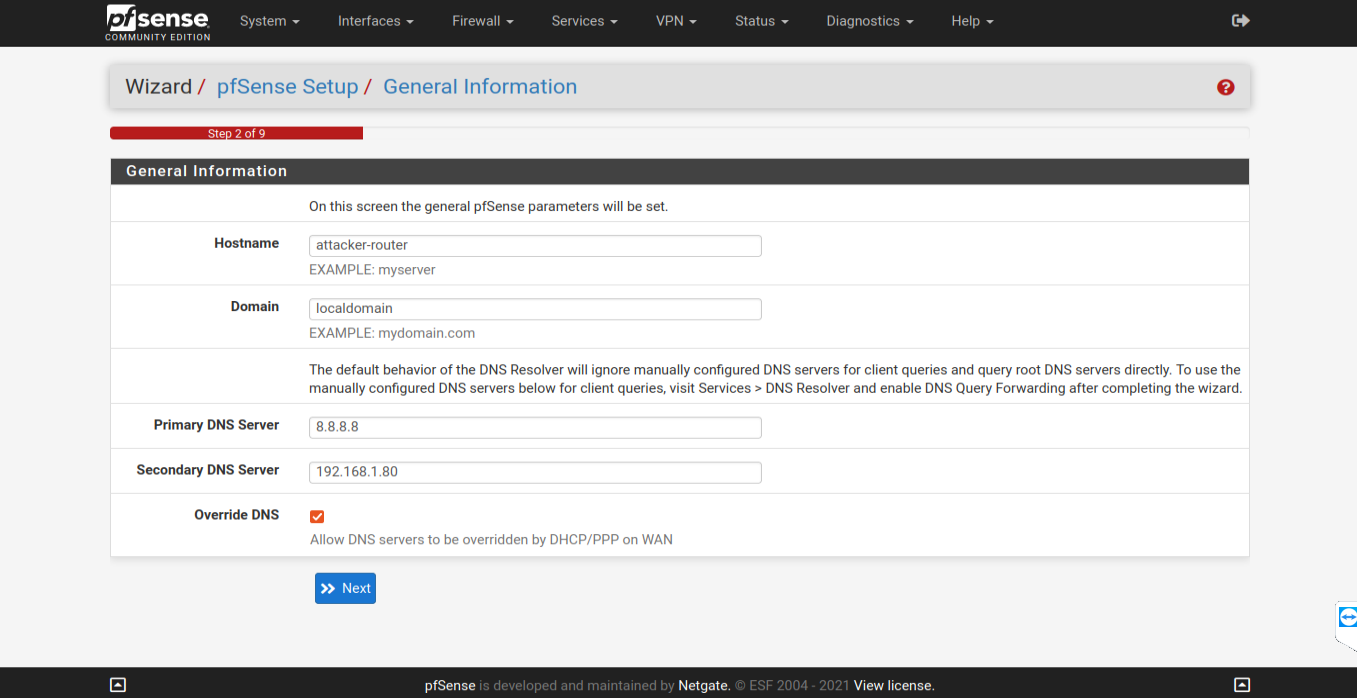 pfsense
COMMUNITY EDITION
System Interfaces Firewall Services VPN Status Diagnostics Help
Wizard / pfSense Setup / General Information
Step 2 of 9
General Information
On this screen the general pfSense parameters will be set.
Hostname
attacker-router
EXAMPLE: myserver
Domain
localdomain
EXAMPLE: mydomain.com
The default behavior of the DNS Resolver will ignore manually configured DNS servers for client queries and query root DNS servers directly. To use the
manually configured DNS servers below for client queries, visit Services > DNS Resolver and enable DNS Query Forwarding after completing the wizard.
Primary DNS Server
8.8.8.8
Secondary DNS Server
192.168.1.80
Override DNS
Allow DNS servers to be overridden by DHCP/PPP on WAN
Next
pfSense is developed and maintained by Netgate. © ESF 2004 - 2021 View license.